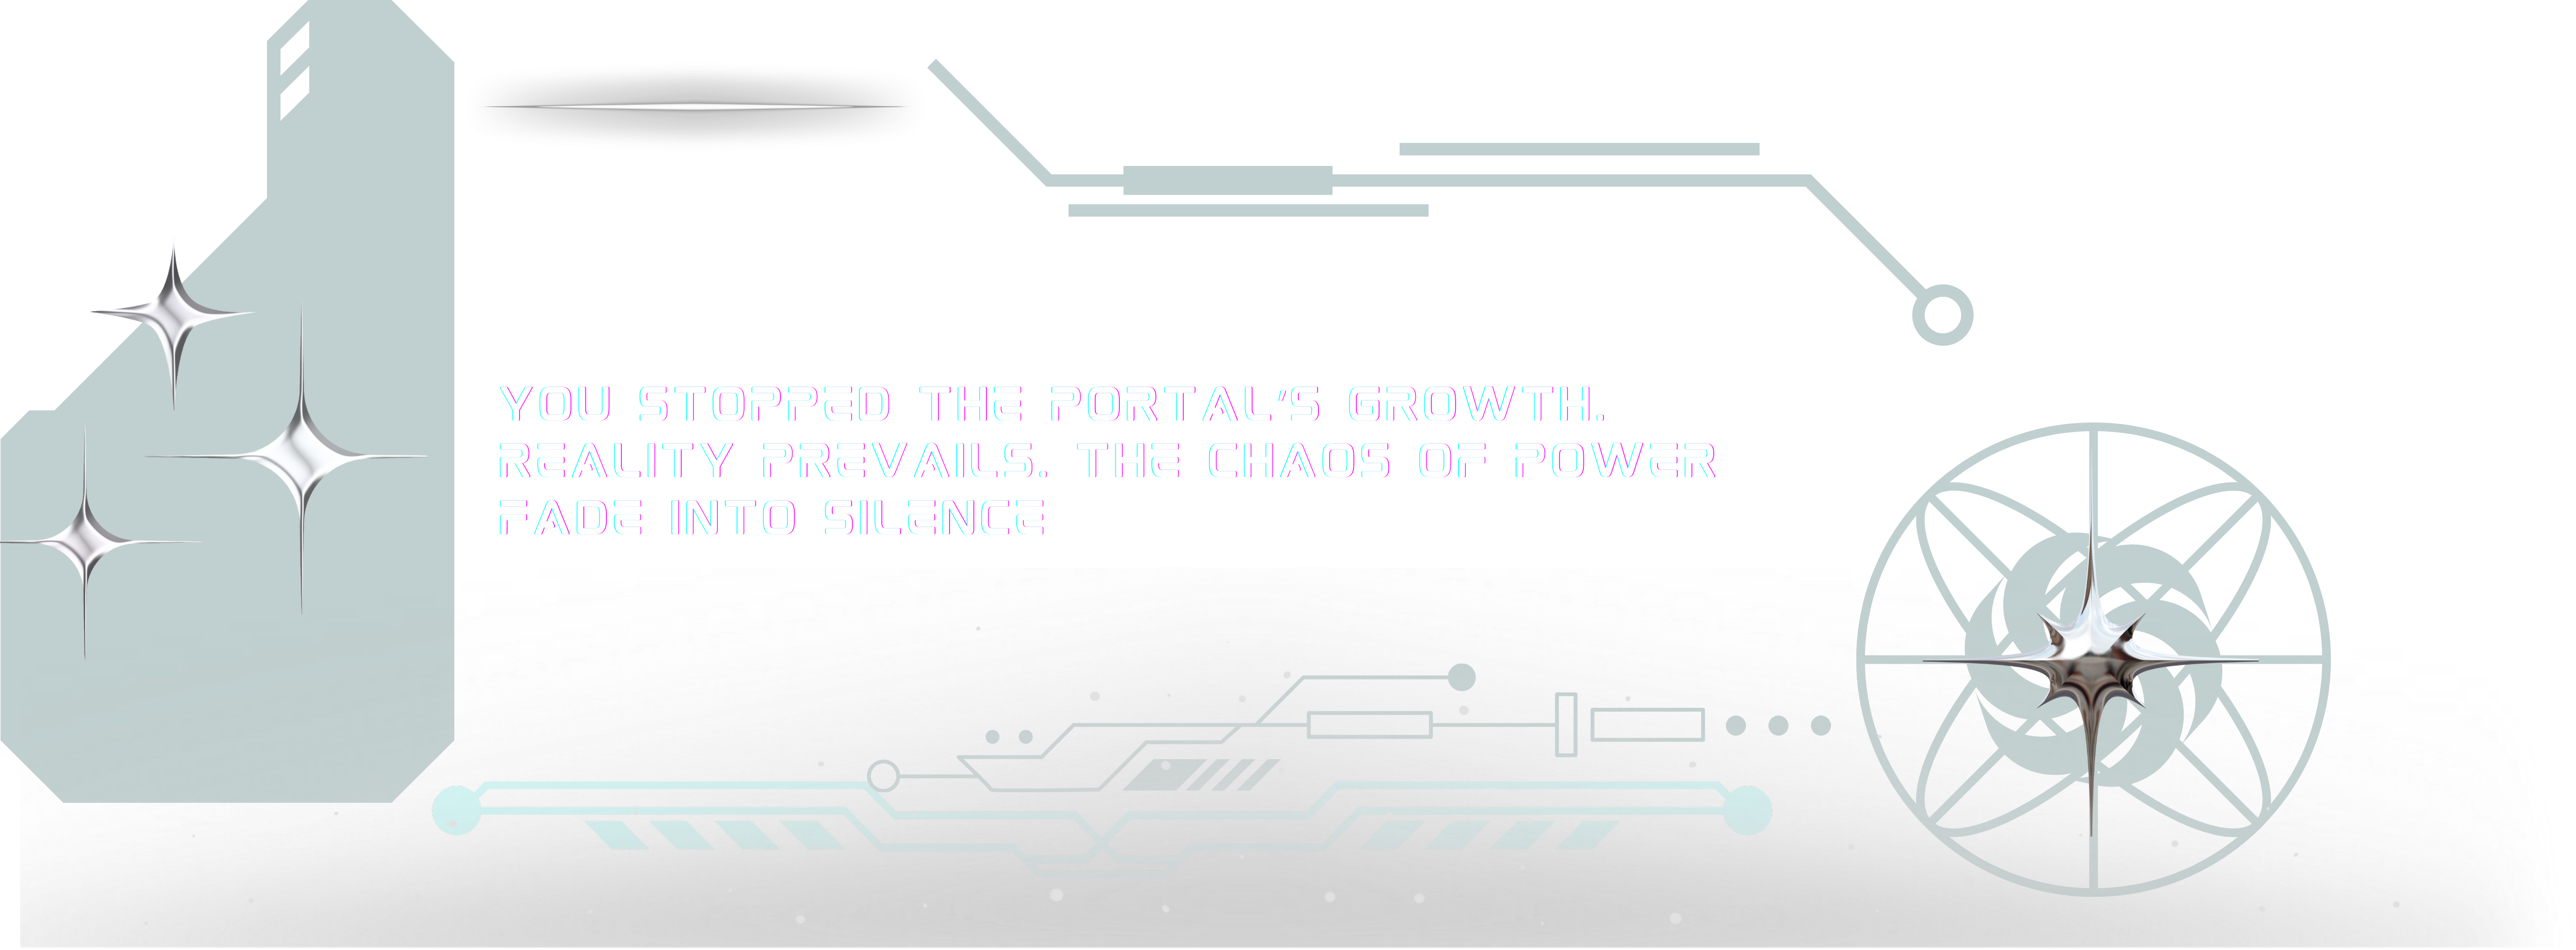 YOU STOPPED THE PORTAL'S GROWTH.
REALITY PREVAILS. THE CHAOS OF POWER
FADE INTO SILENCE